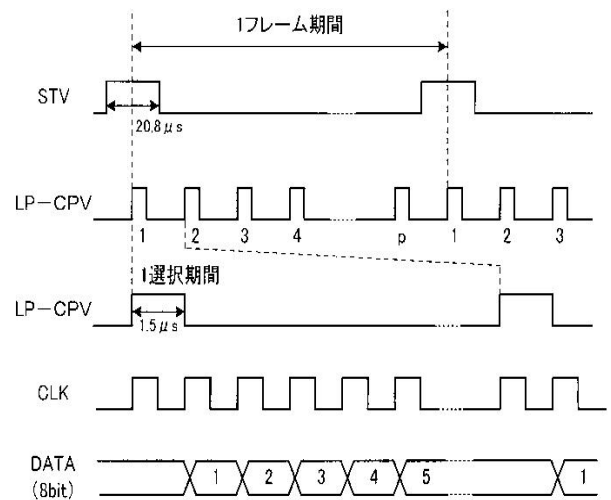 1フレーム期間
STV
20.8μs
LP-CPV
1 2 3 4 p 1 2 3
1選択期間
LP-CPV
1.5μs
CLK
DATA
(8bit)
1 2 3 4 5 1